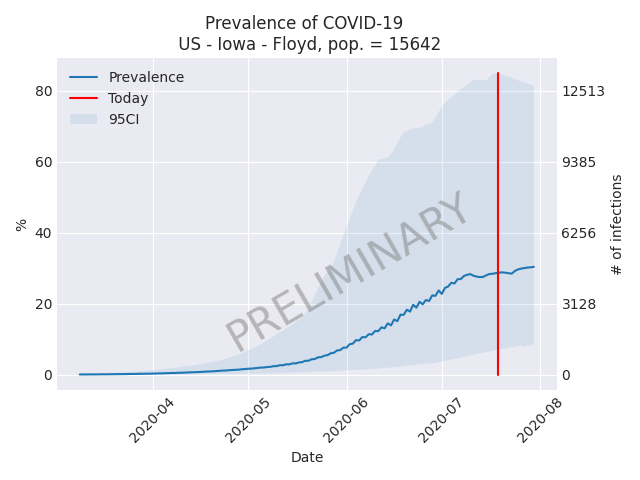 Prevalence of COVID-19
US - Iowa - Floyd, pop. = 15642
Prevalence
Today
95CI
80
60
40
20
0
%
12513
9385
6256
3128
0
# of infections
PRELIMINARY
2020-04
2020-05
2020-06
2020-07
2020-08
Date